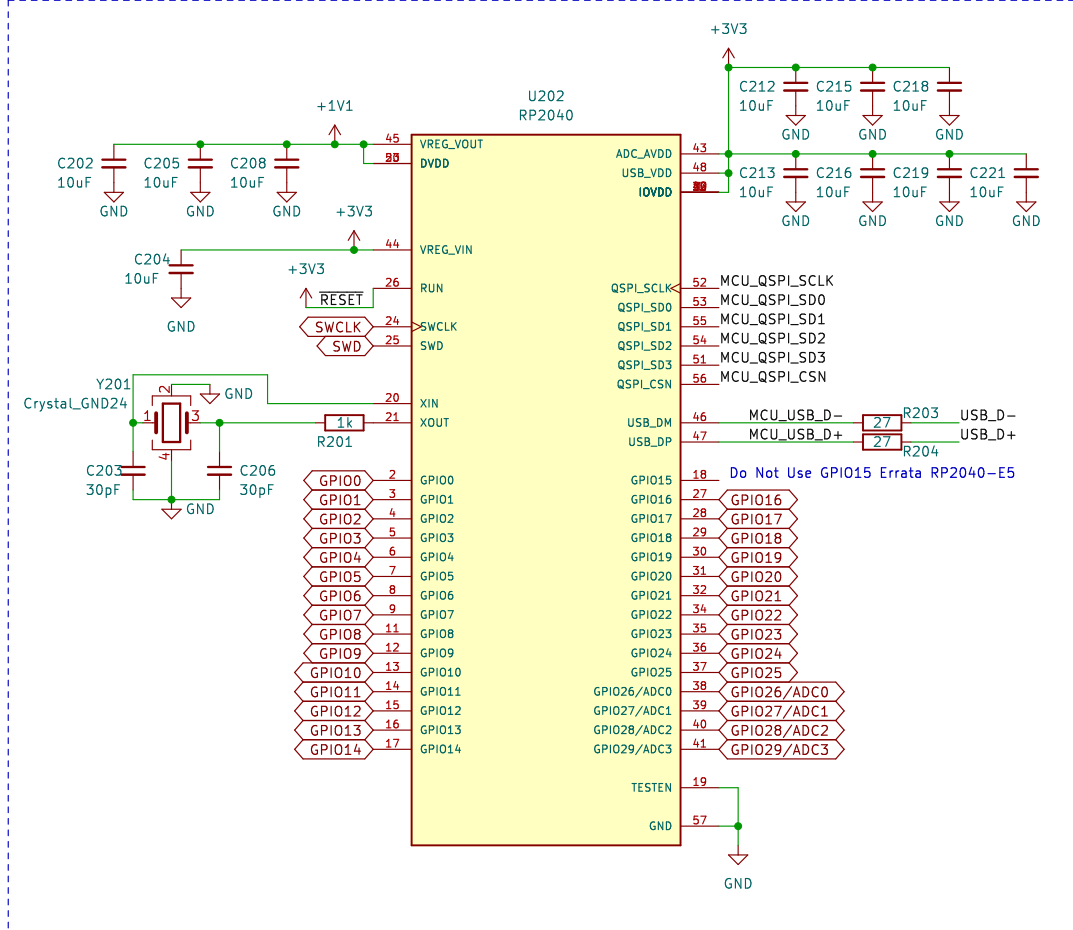 +3V3
C212
10uF
C215
10uF
C218
10uF
GND
GND
GND
U202
RP2040
+1V1
C202
10uF
C205
10uF
C208
10uF
GND
GND
GND
45
VREG_VOUT
DVDD
ADC_AVDD
43
USB_VDD
48
IOVDD
C213
10uF
C216
10uF
C219
10uF
C221
10uF
GND
GND
GND
GND
+3V3
C204
10uF
GND
44
VREG_VIN
+3V3
RESET
26
RUN
SWCLK
24
SWCLK
SWD
25
SWD
QSPI_SCLK
52
MCU_QSPI_SCLK
QSPI_SD0
53
MCU_QSPI_SD0
QSPI_SD1
55
MCU_QSPI_SD1
QSPI_SD2
54
MCU_QSPI_SD2
QSPI_SD3
51
MCU_QSPI_SD3
QSPI_CSN
56
MCU_QSPI_CSN
Y201
Crystal_GND24
2
GND
1
3
4
20
XIN
1k
R201
21
XOUT
C203
30pF
C206
30pF
GND
USB_DM
46
MCU_USB_D-
27
R203
USB_D-
USB_DP
47
MCU_USB_D+
27
R204
USB_D+
GPIO0
2
GPIO0
GPIO1
3
GPIO1
GPIO2
4
GPIO2
GPIO3
5
GPIO3
GPIO4
6
GPIO4
GPIO5
7
GPIO5
GPIO6
8
GPIO6
GPIO7
9
GPIO7
GPIO8
11
GPIO8
GPIO9
12
GPIO9
GPIO10
13
GPIO10
GPIO11
14
GPIO11
GPIO12
15
GPIO12
GPIO13
16
GPIO13
GPIO14
17
GPIO14
GPIO15
18
Do Not Use GPIO15 Errata RP2040-E5
GPIO16
27
GPIO16
GPIO17
28
GPIO17
GPIO18
29
GPIO18
GPIO19
30
GPIO19
GPIO20
31
GPIO20
GPIO21
32
GPIO21
GPIO22
34
GPIO22
GPIO23
35
GPIO23
GPIO24
36
GPIO24
GPIO25
37
GPIO25
GPIO26/ADC0
38
GPIO26/ADC0
GPIO27/ADC1
39
GPIO27/ADC1
GPIO28/ADC2
40
GPIO28/ADC2
GPIO29/ADC3
41
GPIO29/ADC3
TESTEN
19
GND
57
GND